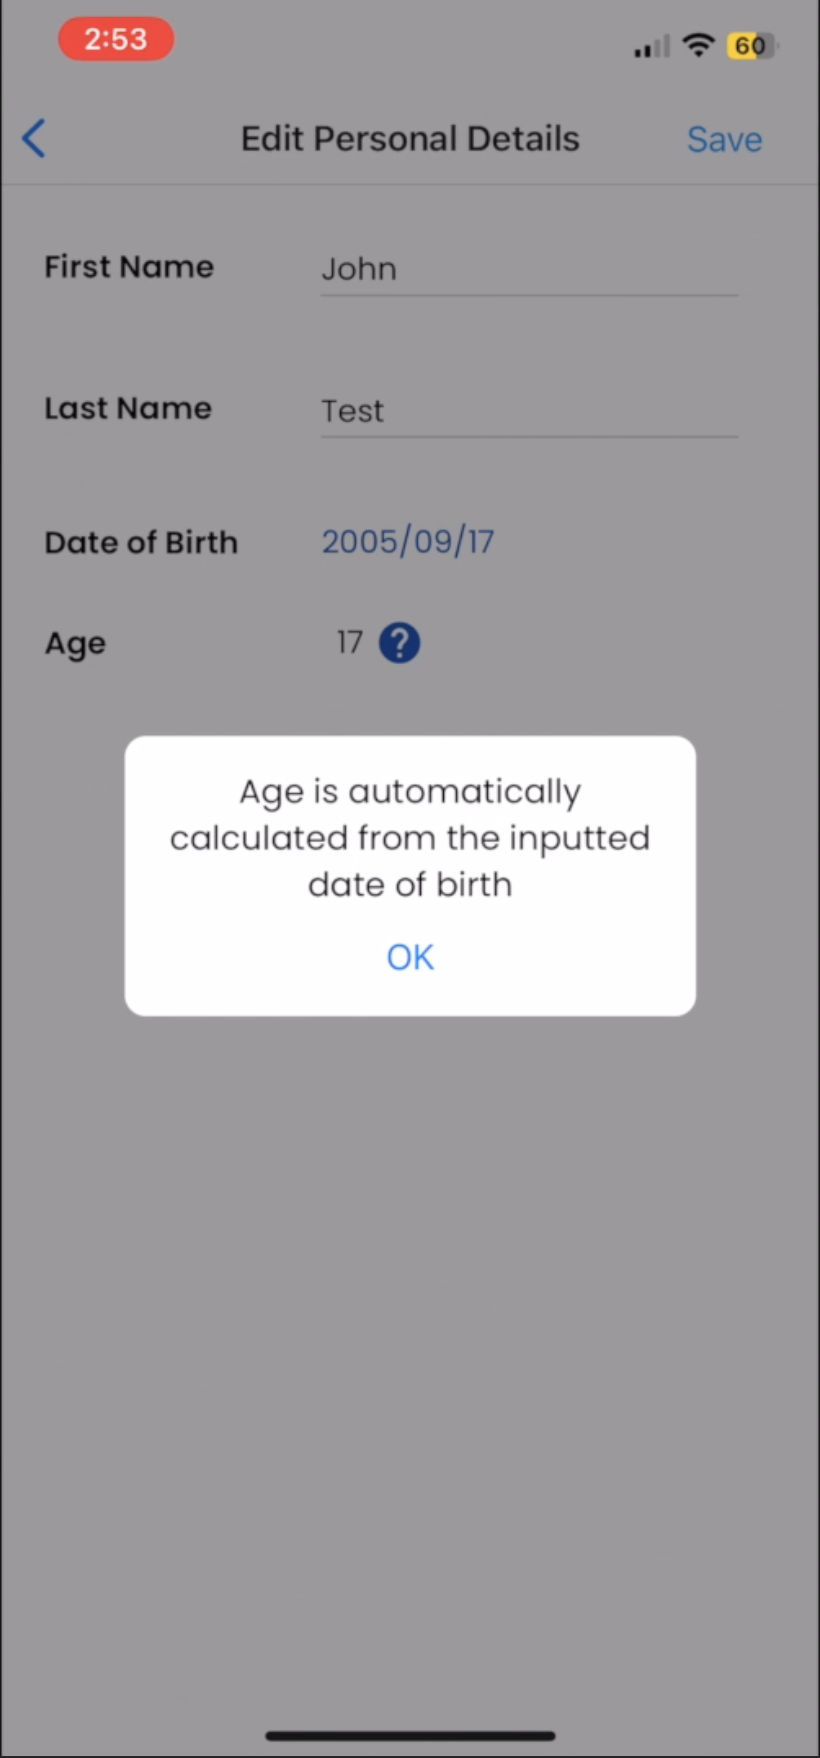 2:53
60
Edit Personal Details Save
First Name John
Last Name Test
Date of Birth 2005/09/17
Age 17 ?
Age is automatically
calculated from the inputted
date of birth
OK